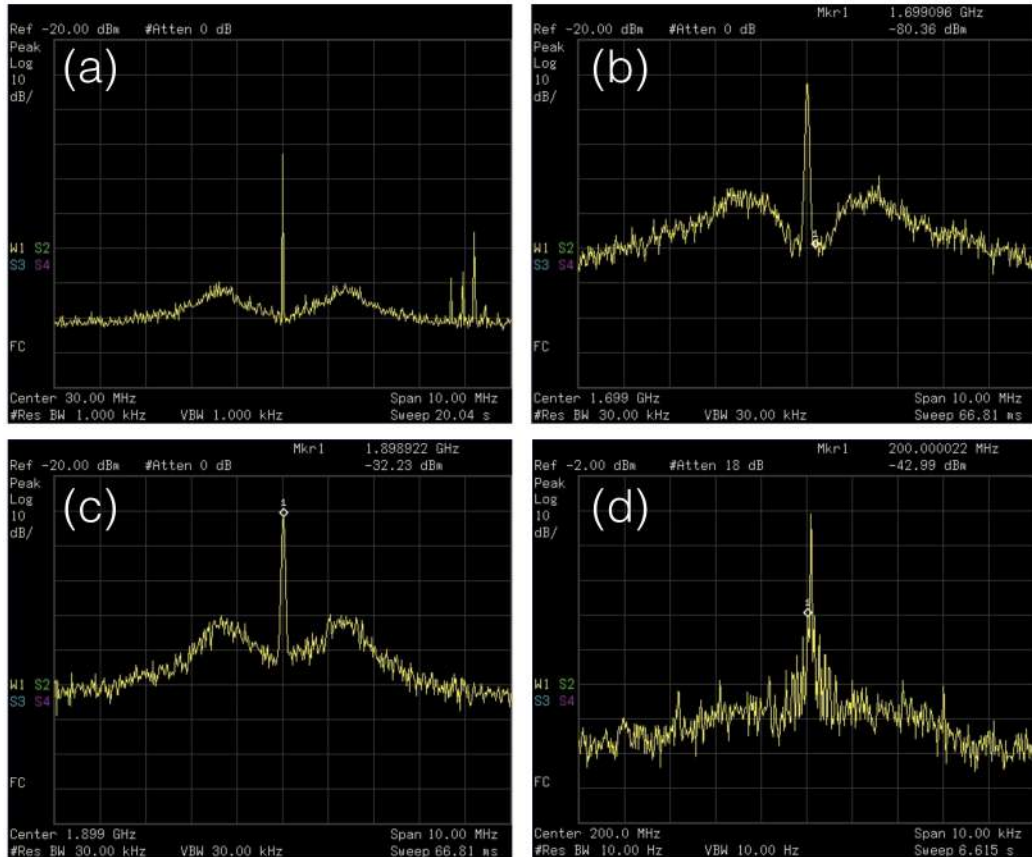 (a)
Ref -20.00 dBm #Atten 0 dB
Peak
Log
10
dB/
W1 S2
S3 S4
FC
Center 30.00 MHz Span 10.00 MHz
#Res BW 1.000 kHz VBW 1.000 kHz Sweep 20.04 s
(b)
Mkr1 1.699096 GHz
Ref -20.00 dBm #Atten 0 dB -80.36 dBm
Peak
Log
10
dB/
1
W1 S2
S3 S4
FC
Center 1.699 GHz Span 10.00 MHz
#Res BW 30.00 kHz VBW 30.00 kHz Sweep 66.81 ms
(c)
Mkr1 1.898922 GHz
Ref -20.00 dBm #Atten 0 dB -32.23 dBm
Peak
Log
10
dB/
1
W1 S2
S3 S4
FC
Center 1.899 GHz Span 10.00 MHz
#Res BW 30.00 kHz VBW 30.00 kHz Sweep 66.81 ms
(d)
Mkr1 200.000022 MHz
Ref -2.00 dBm #Atten 18 dB -42.99 dBm
Peak
Log
10
dB/
1
W1 S2
S3 S4
FC
Center 200.0 MHz Span 10.00 kHz
#Res BW 10.00 Hz VBW 10.00 Hz Sweep 6.615 s